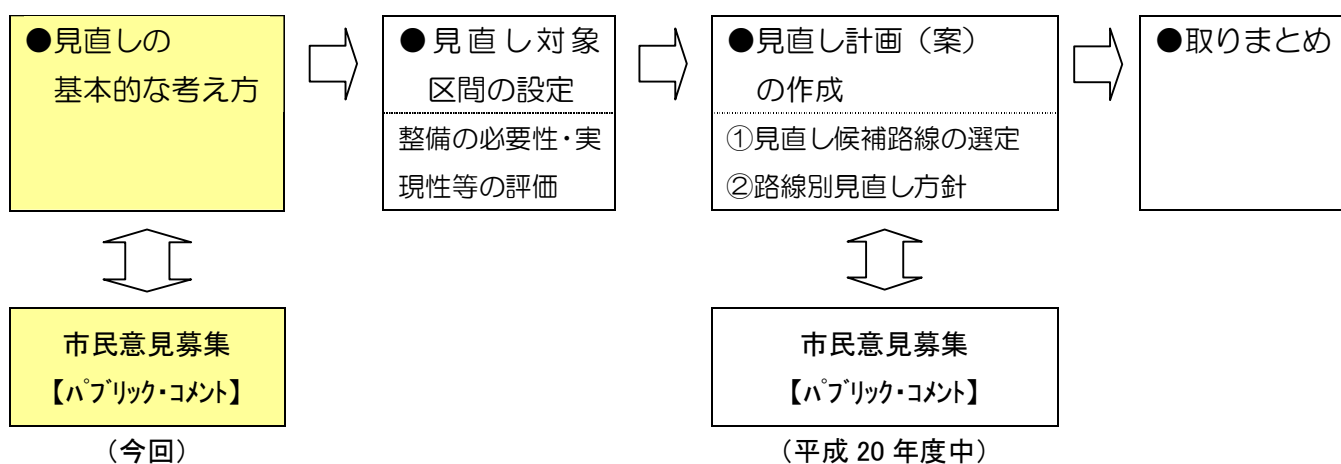 ●見直しの
基本的な考え方
●見直し対象
区間の設定
整備の必要性・実
現性等の評価
●見直し計画（案）
の作成
①見直し候補路線の選定
②路線別見直し方針
●取りまとめ
市民意見募集
【ﾊﾟﾌﾞﾘｯｸ・ｺﾒﾝﾄ】
（今回）
市民意見募集
【ﾊﾟﾌﾞﾘｯｸ・ｺﾒﾝﾄ】
（平成 20 年度中）